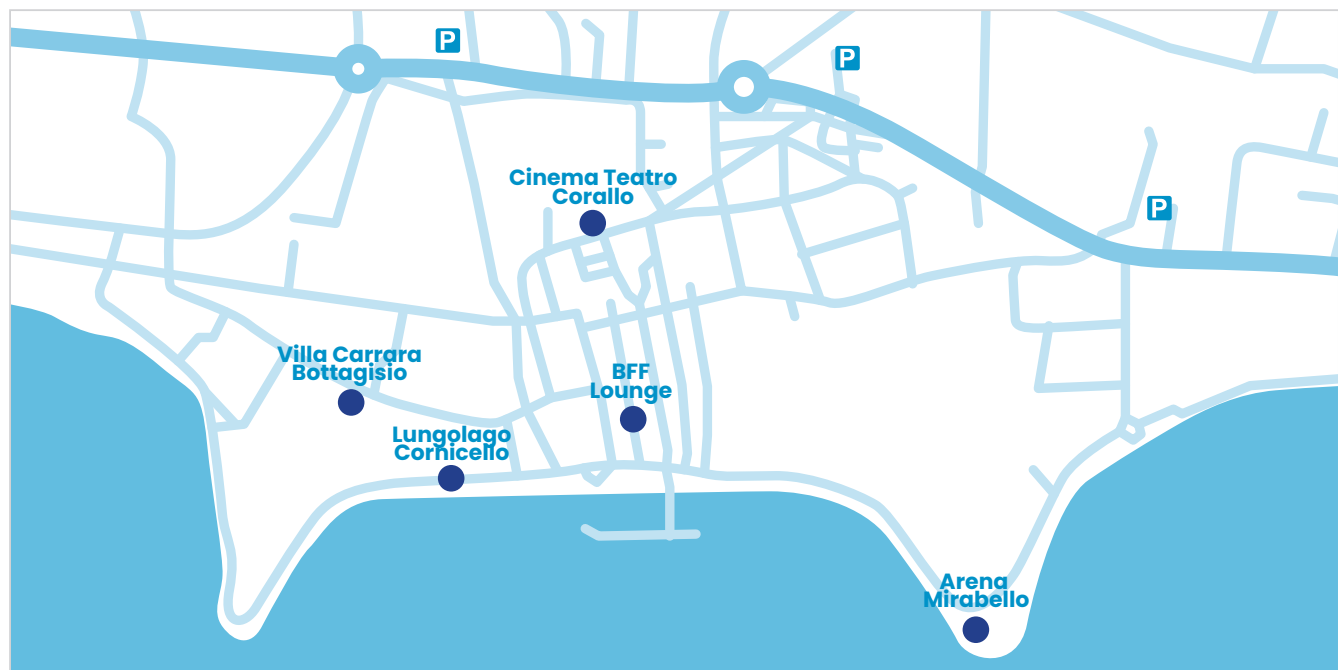 P
P
Cinema Teatro
Corallo
P
Villa Carrara
Bottagisio
BFF
Lounge
Lungolago
Cornicello
Arena
Mirabello